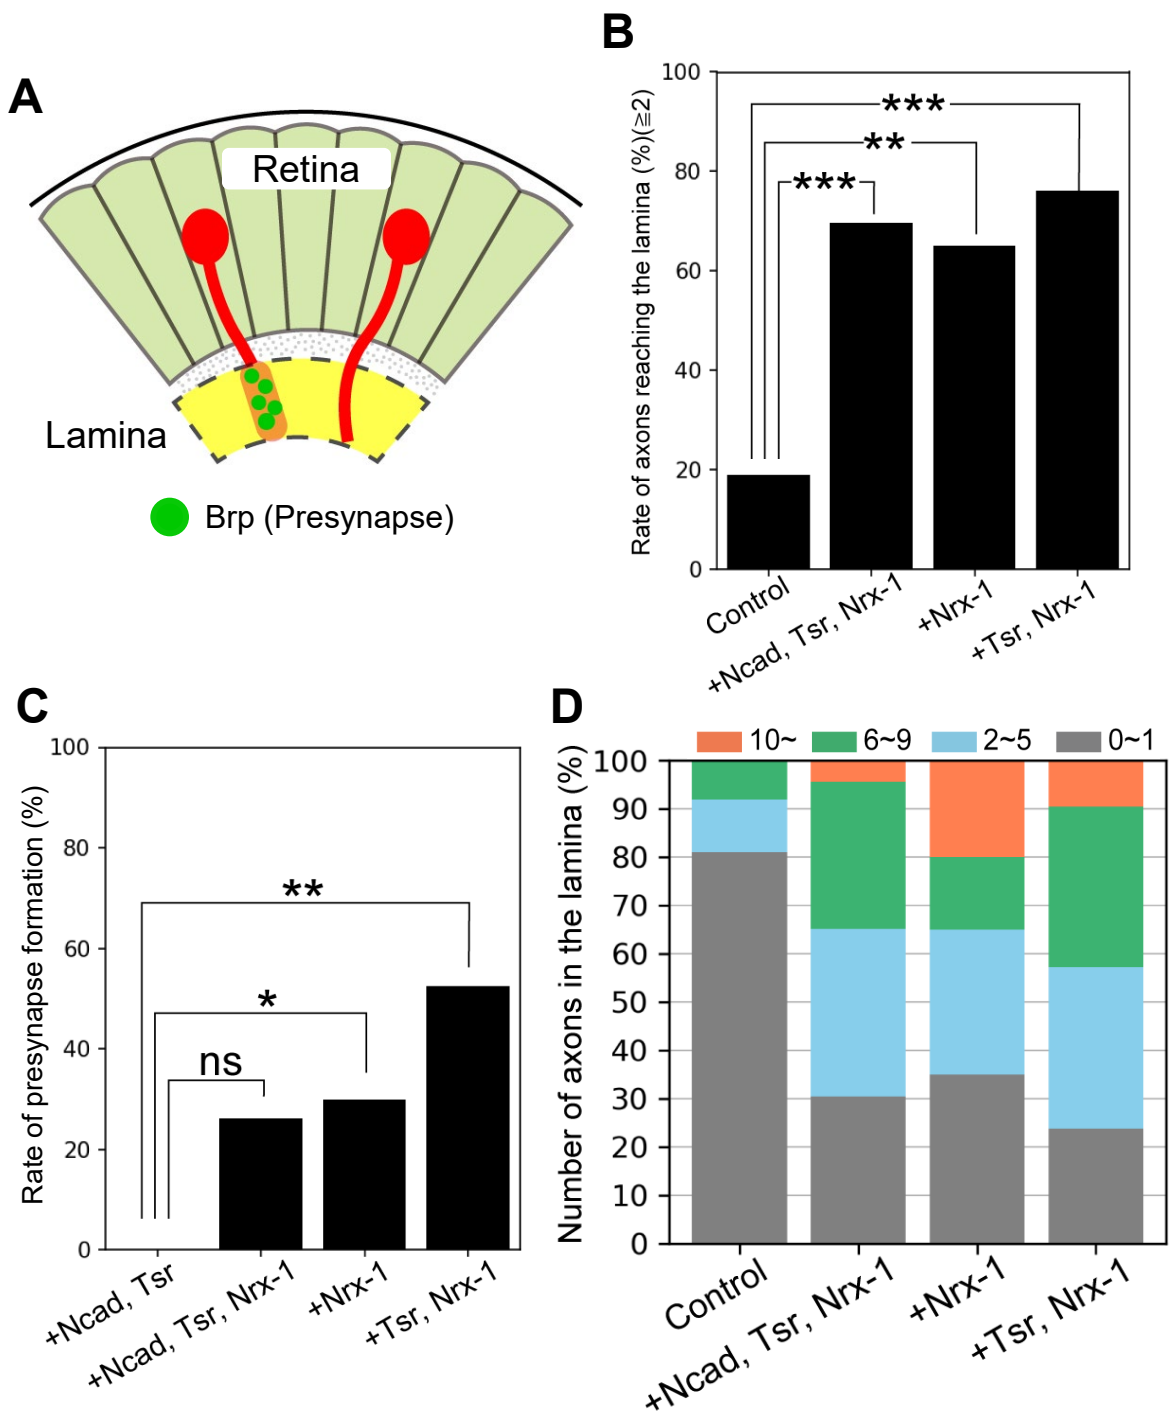 A
Retina
Lamina
Brp (Presynapse)
B
Rate of axons reaching the lamina (%)(≧2)
100
80
60
40
20
0
***
**
***
Control
+Ncad, Tsr, Nrx-1
+Nrx-1
+Tsr, Nrx-1
C
Rate of presynapse formation (%)
100
80
60
40
20
0
**
*
ns
+Ncad, Tsr
+Ncad, Tsr, Nrx-1
+Nrx-1
+Tsr, Nrx-1
D
10~ 6~9 2~5 0~1
Number of axons in the lamina (%)
100
90
80
70
60
50
40
30
20
10
0
Control
+Ncad, Tsr, Nrx-1
+Nrx-1
+Tsr, Nrx-1